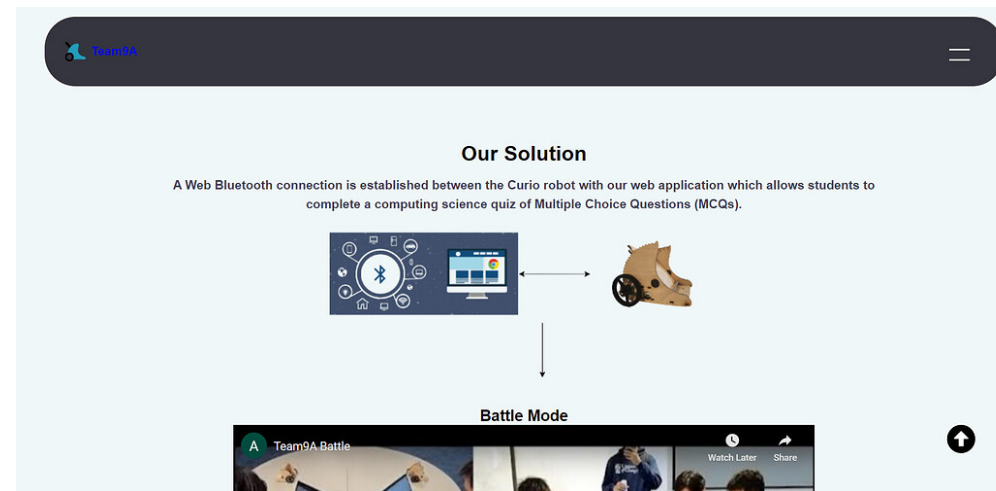 Team9A
Our Solution
A Web Bluetooth connection is established between the Curio robot with our web application which allows students to
complete a computing science quiz of Multiple Choice Questions (MCQs).
Battle Mode
A
Team9A Battle
Watch Later
Share